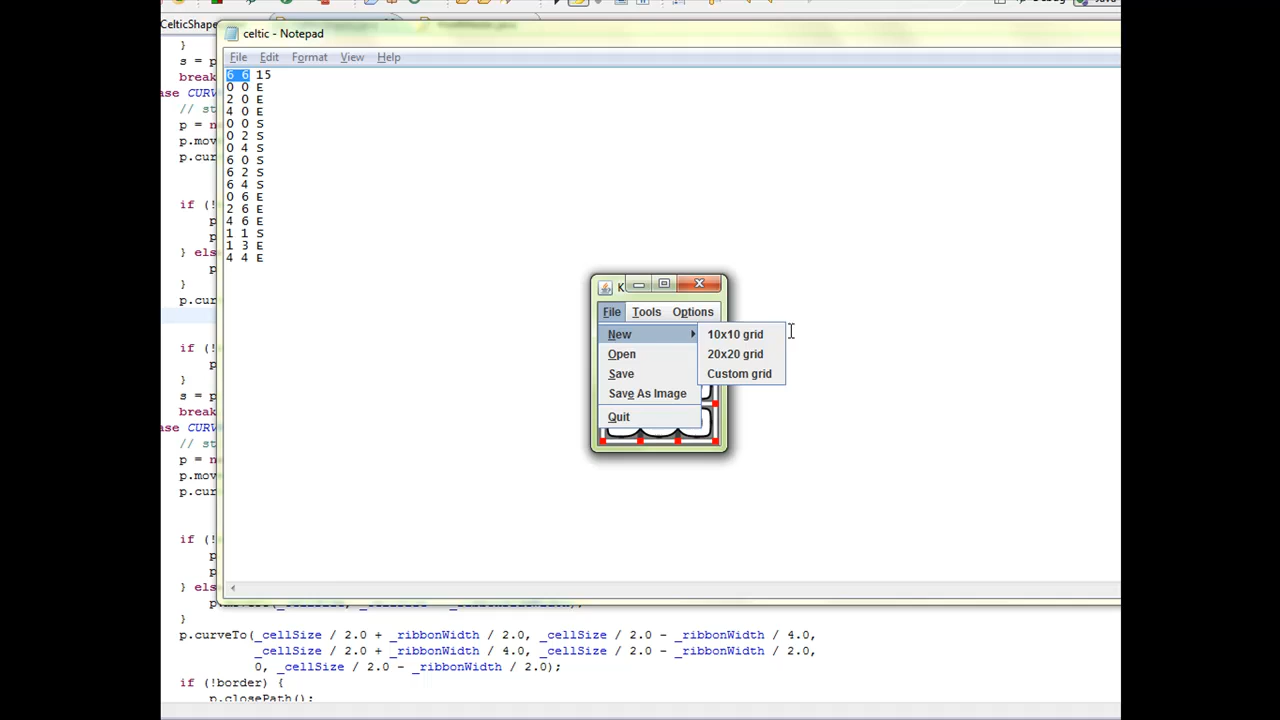 CelticShape
celtic - Notepad
File Edit Format View Help
6 6 15
0 0 E
2 0 E
4 0 E
0 0 S
0 2 S
0 4 S
6 0 S
6 2 S
6 4 S
0 6 E
2 6 E
4 6 E
1 1 S
1 3 E
4 4 E
}
s = p
break
ase CURV
// st
p = n
p.mov
p.cur
if (!
p
} els
p
}
p.cur
if (!
p
}
s = p
break
ase CURV
// st
p = n
p.mov
p.cur
if (!
p
p
} els
}
K
File Tools Options
New
Open
Save
Save As Image
Quit
10x10 grid
20x20 grid
Custom grid
p.curveTo(_cellSize / 2.0 + _ribbonWidth / 2.0, _cellSize / 2.0 - _ribbonWidth / 4.0,
_cellSize / 2.0 + _ribbonWidth / 4.0, _cellSize / 2.0 - _ribbonWidth / 2.0,
0, _cellSize / 2.0 - _ribbonWidth / 2.0);
if (!border) {
p.closePath();